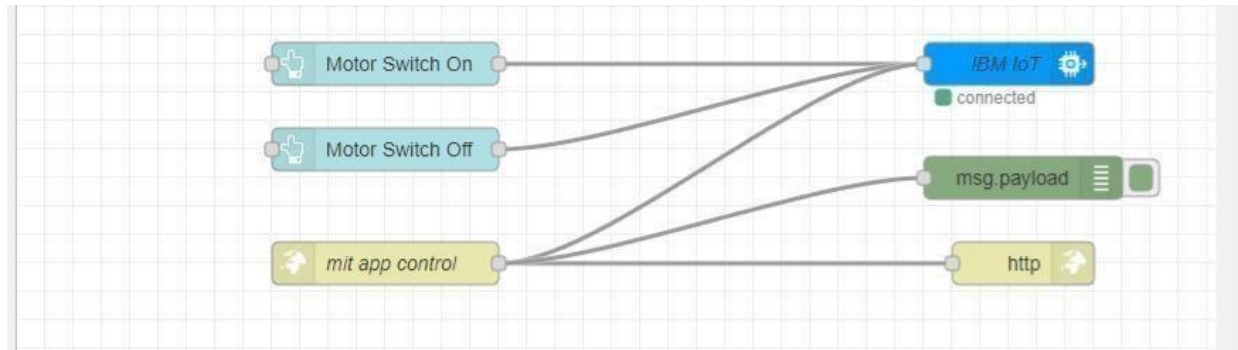 Motor Switch On
IBM IoT
connected
Motor Switch Off
msg.payload
mit app control
http